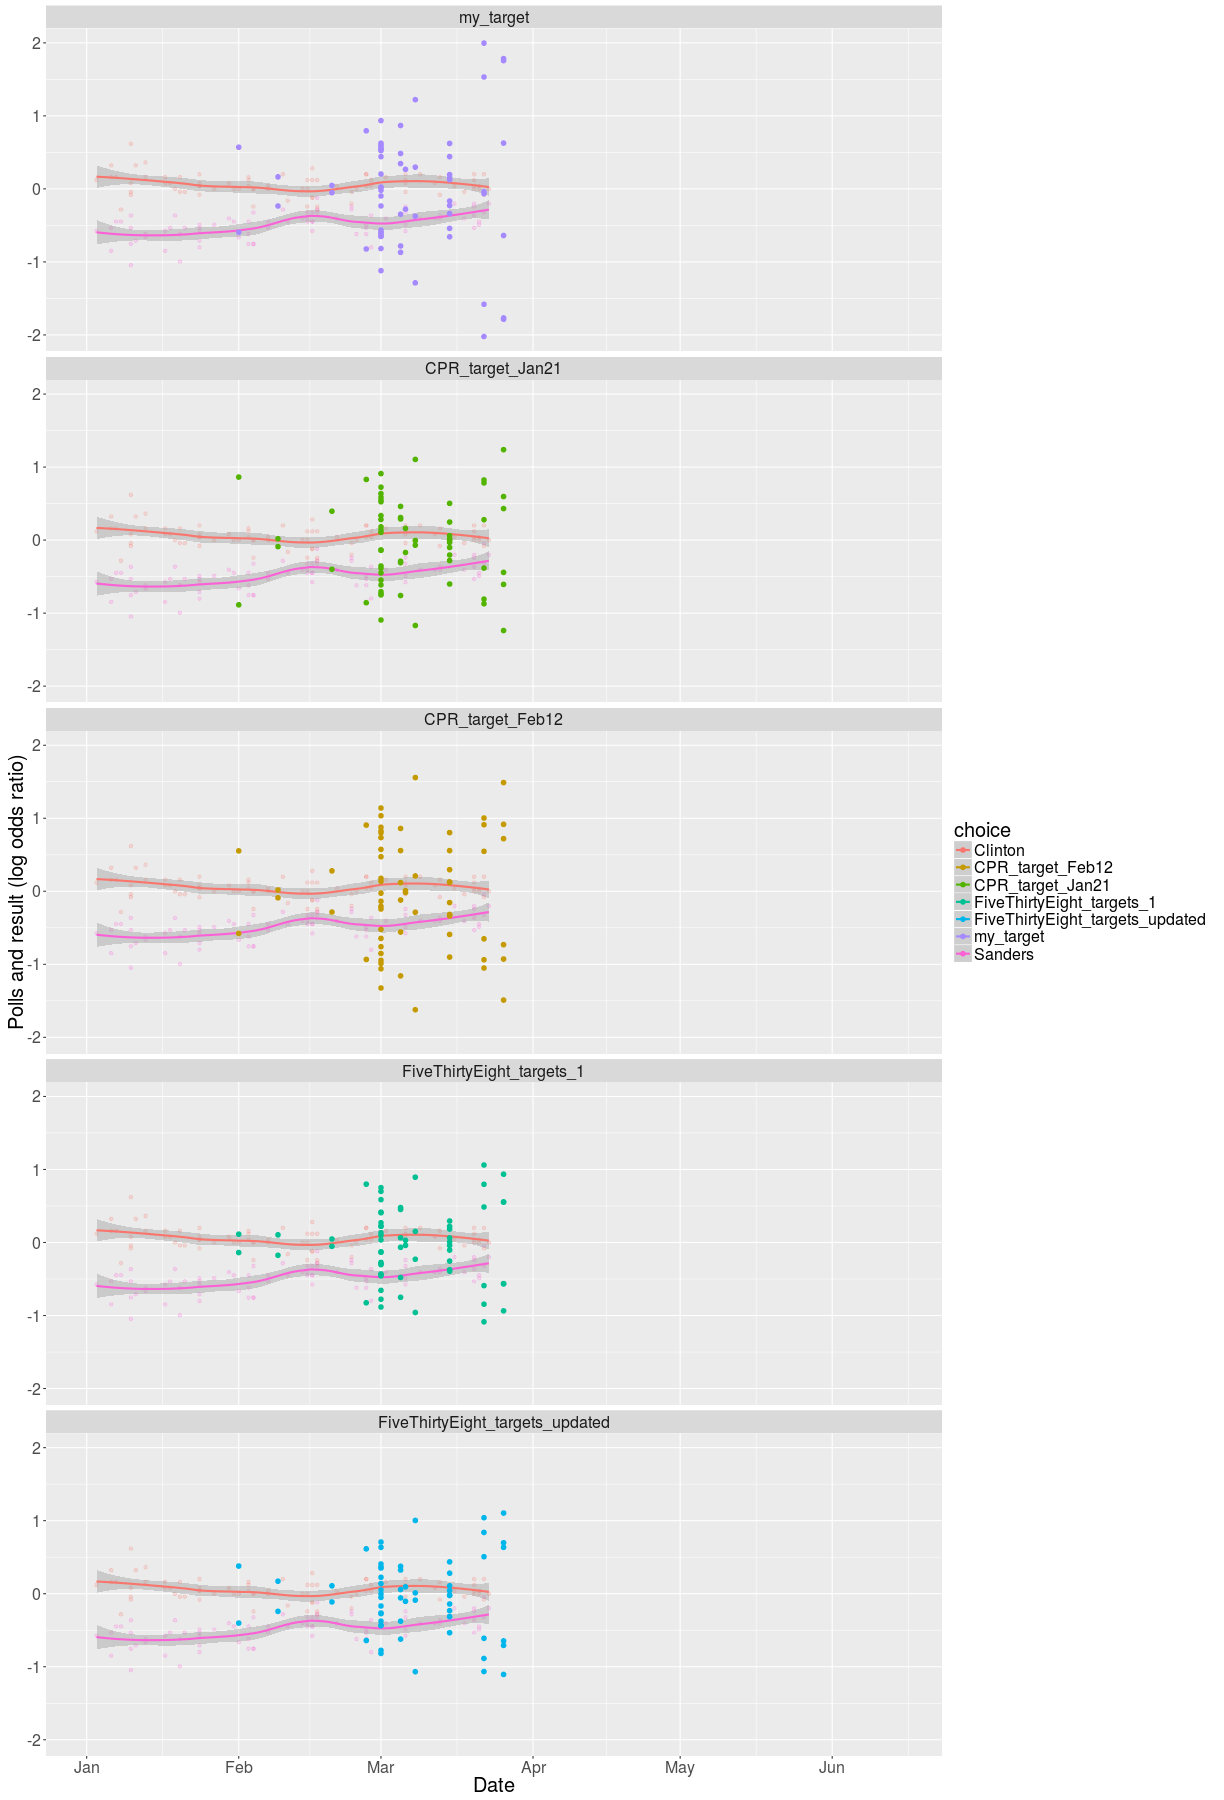 my_target
2
1
0
-1
-2
CPR_target_Jan21
2
1
0
-1
-2
CPR_target_Feb12
2
1
0
-1
-2
FiveThirtyEight_targets_1
2
1
0
-1
-2
FiveThirtyEight_targets_updated
2
1
0
-1
-2
Jan Feb Mar Apr May Jun
Date
Polls and result (log odds ratio)
choice
Clinton
CPR_target_Feb12
CPR_target_Jan21
FiveThirtyEight_targets_1
FiveThirtyEight_targets_updated
my_target
Sanders